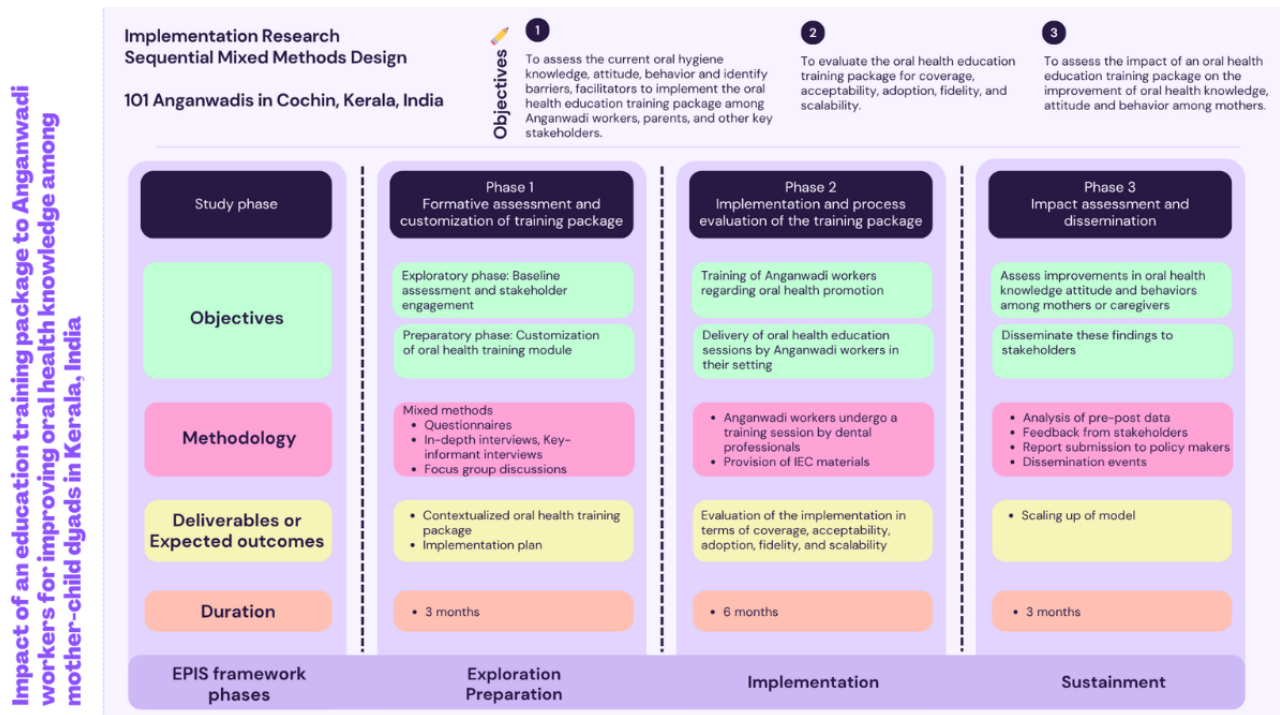 Impact of an education training package to Anganwadi
workers for improving oral health knowledge among
mother-child dyads in Kerala, India
Implementation Research
Sequential Mixed Methods Design
101 Anganwadis in Cochin, Kerala, India
Objectives
1
To assess the current oral hygiene
knowledge, attitude, behavior and identify
barriers, facilitators to implement the oral
health education training package among
Anganwadi workers, parents, and other key
stakeholders.
2
To evaluate the oral health education
training package for coverage,
acceptability, adoption, fidelity, and
scalability.
3
To assess the impact of an oral health
education training package on the
improvement of oral health knowledge,
attitude and behavior among mothers.
Study phase
Phase 1
Formative assessment and
customization of training package
Phase 2
Implementation and process
evaluation of the training package
Phase 3
Impact assessment and
dissemination
Objectives
Exploratory phase: Baseline
assessment and stakeholder
engagement
Preparatory phase: Customization
of oral health training module
Training of Anganwadi workers
regarding oral health promotion
Delivery of oral health education
sessions by Anganwadi workers in
their setting
Assess improvements in oral health
knowledge attitude and behaviors
among mothers or caregivers
Disseminate these findings to
stakeholders
Methodology
Mixed methods
• Questionnaires
• In-depth interviews, Key-
informant interviews
• Focus group discussions
• Anganwadi workers undergo a
training session by dental
professionals
• Provision of IEC materials
• Analysis of pre-post data
• Feedback from stakeholders
• Report submission to policy makers
• Dissemination events
Deliverables or
Expected outcomes
• Contextualized oral health training
package
• Implementation plan
Evaluation of the implementation in
terms of coverage, acceptability,
adoption, fidelity, and scalability
• Scaling up of model
Duration
• 3 months
• 6 months
• 3 months
EPIS framework
phases
Exploration
Preparation
Implementation
Sustainment